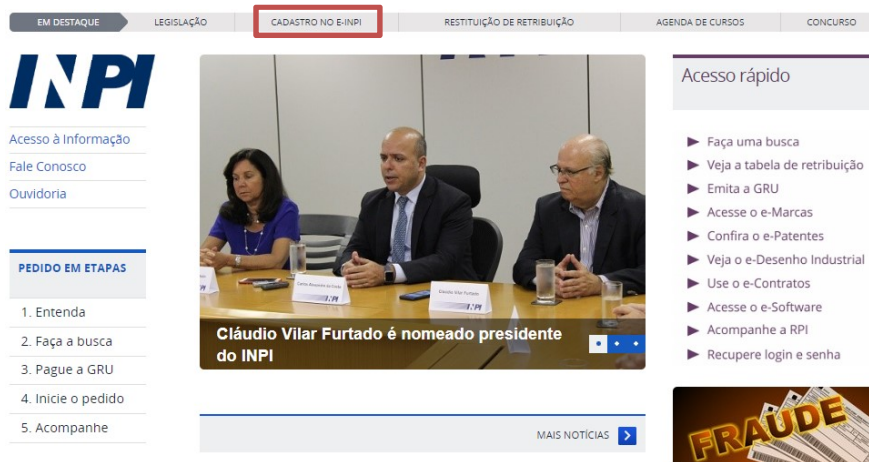 EM DESTAQUE
LEGISLAÇÃO
CADASTRO NO E-INPI
RESTITUIÇÃO DE RETRIBUIÇÃO
AGENDA DE CURSOS
CONCURSO
INPI
Acesso à Informação
Fale Conosco
Ouvidoria
PEDIDO EM ETAPAS
1. Entenda
2. Faça a busca
3. Pague a GRU
4. Inicie o pedido
5. Acompanhe
Cláudio Vilar Furtado é nomeado presidente
do INPI
MAIS NOTÍCIAS
Acesso rápido
Faça uma busca
Veja a tabela de retribuição
Emita a GRU
Acesse o e-Marcas
Confira o e-Patentes
Veja o e-Desenho Industrial
Use o e-Contratos
Acesse o e-Software
Acompanhe a RPI
Recupere login e senha
FRAUDE